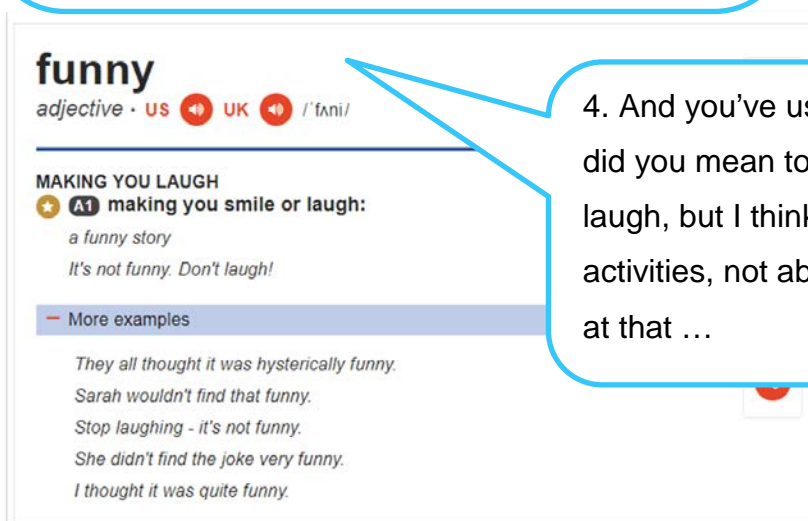 funny
adjective · US UK /ˈfʌni/
MAKING YOU LAUGH
A1 making you smile or laugh:
a funny story
It's not funny. Don't laugh!
– More examples
They all thought it was hysterically funny.
Sarah wouldn't find that funny.
Stop laughing - it's not funny.
She didn't find the joke very funny.
I thought it was quite funny.
4. And you’ve us
did you mean to
laugh, but I think
activities, not ab
at that …